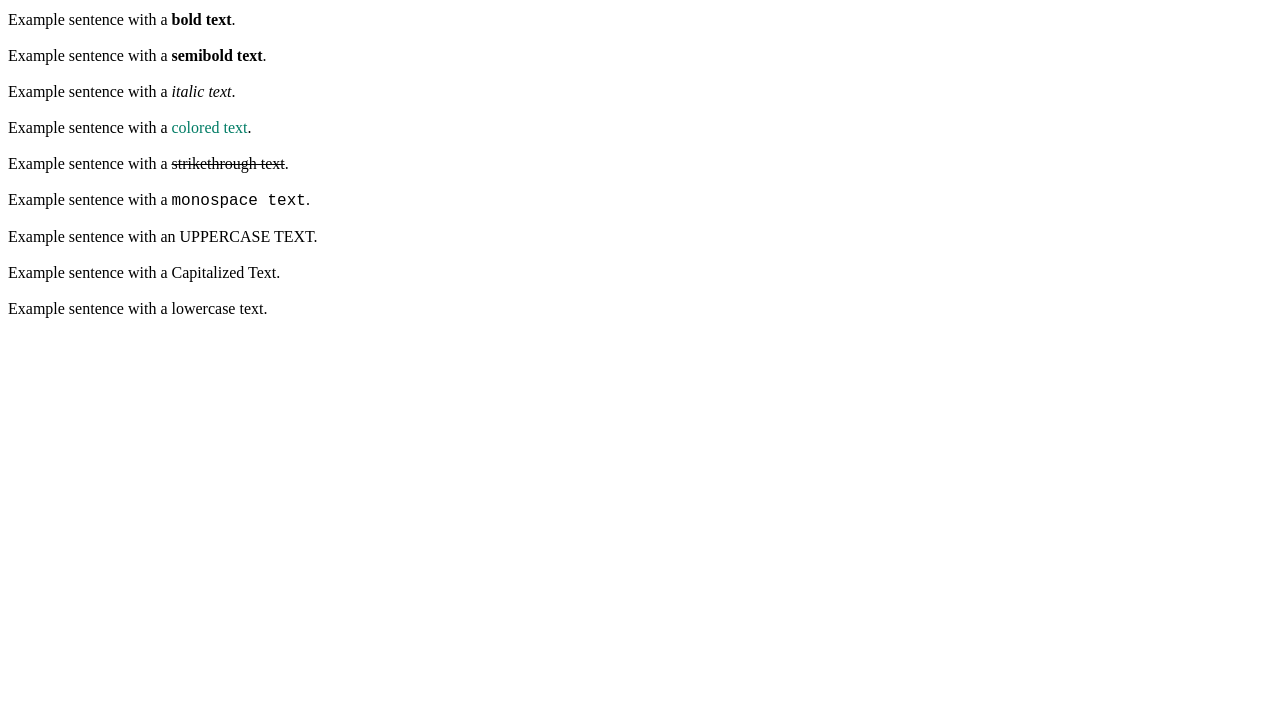 Example sentence with a bold text.
Example sentence with a semibold text.
Example sentence with a italic text.
Example sentence with a colored text.
Example sentence with a strikethrough text.
Example sentence with a monospace text.
Example sentence with an UPPERCASE TEXT.
Example sentence with a Capitalized Text.
Example sentence with a lowercase text.